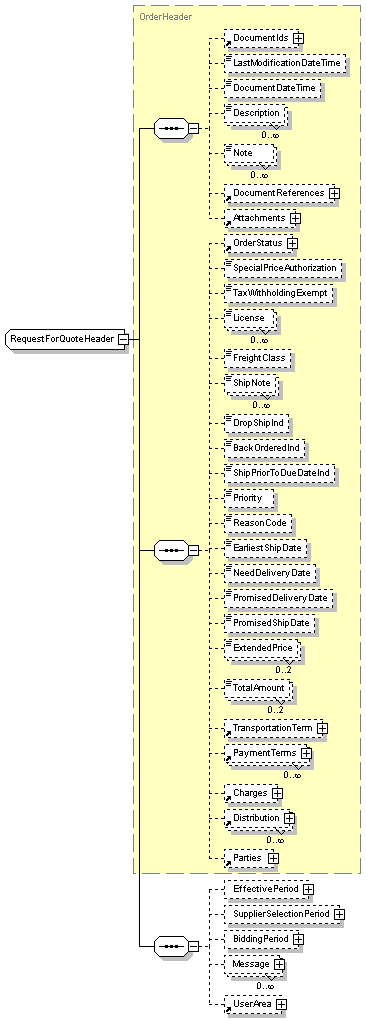 OrderHeader
DocumentIds
LastModificationDateTime
DocumentDateTime
Description
0..∞
Note
0..∞
DocumentReferences
Attachments
OrderStatus
SpecialPriceAuthorization
TaxWithholdingExempt
License
0..∞
RequestForQuoteHeader
FreightClass
ShipNote
0..∞
DropShipInd
BackOrderedInd
ShipPriorToDueDateInd
Priority
ReasonCode
EarliestShipDate
NeedDeliveryDate
PromisedDeliveryDate
PromisedShipDate
ExtendedPrice
0..2
TotalAmount
0..2
TransportationTerm
PaymentTerms
0..∞
Charges
Distribution
0..∞
Parties
EffectivePeriod
SupplierSelectionPeriod
BiddingPeriod
Message
0..∞
UserArea